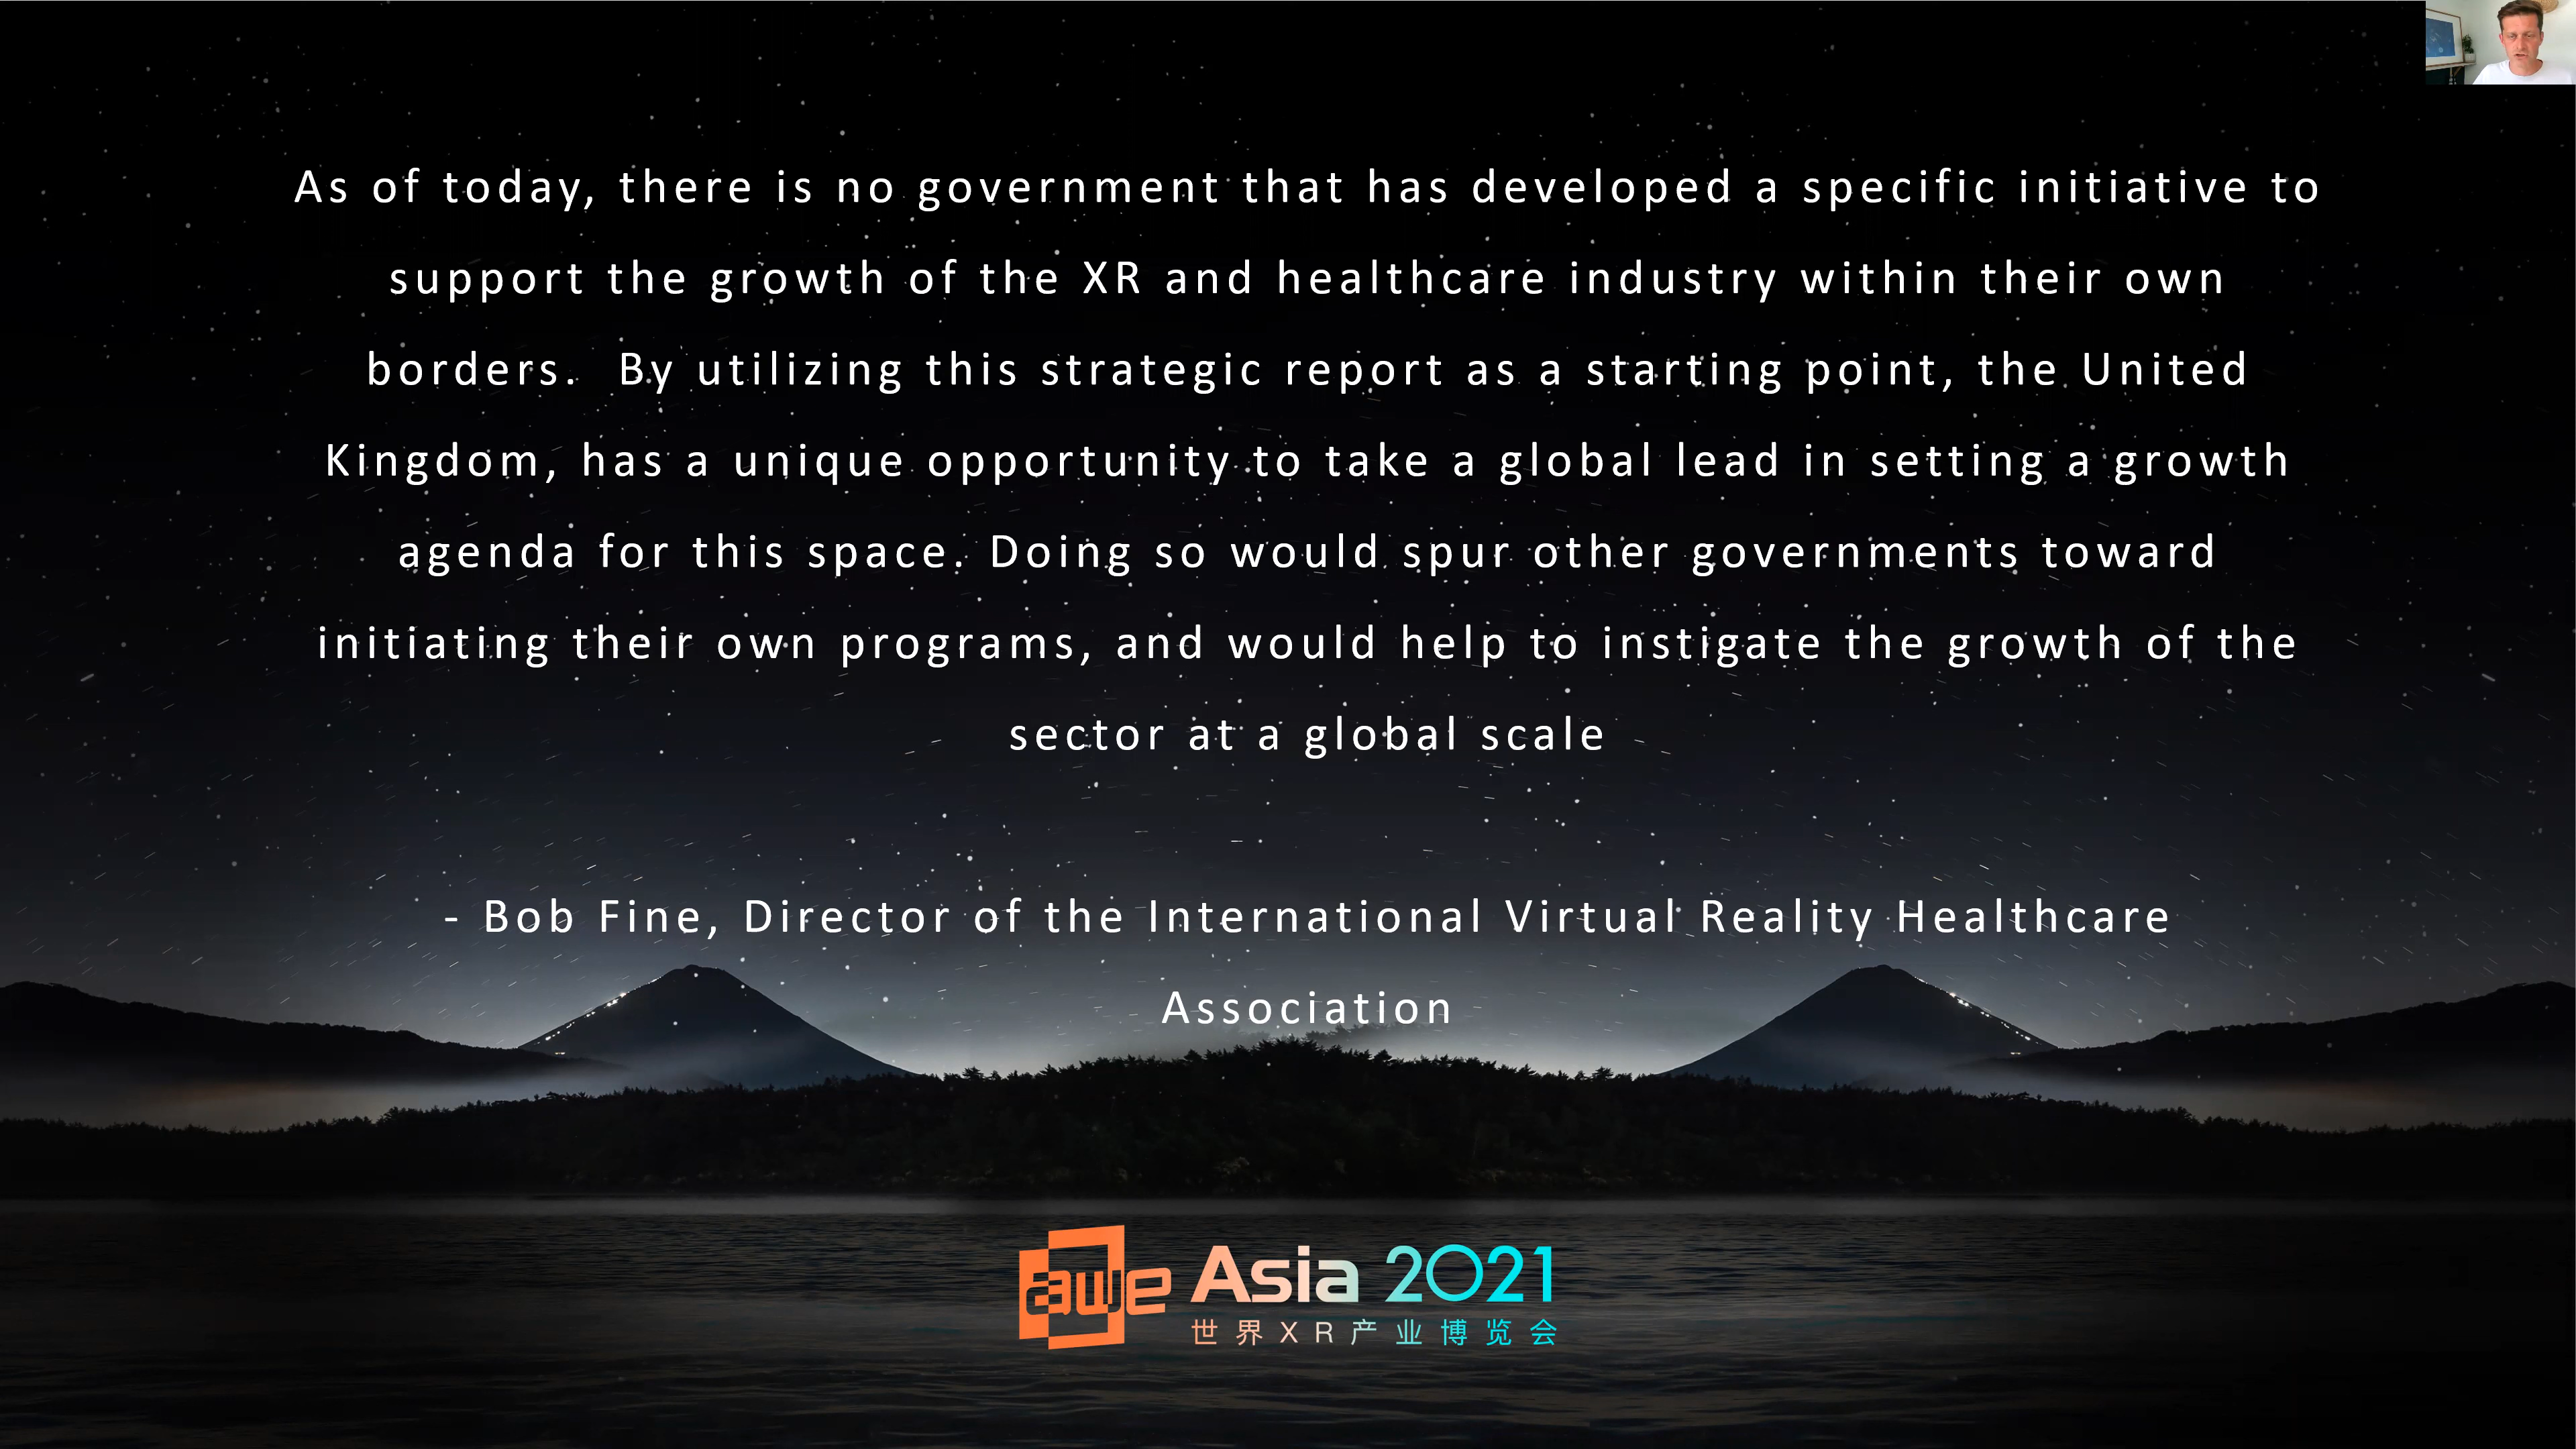 As of today, there is no government that has developed a specific initiative to
support the growth of the XR and healthcare industry within their own
borders.  By utilizing this strategic report as a starting point, the United
Kingdom, has a unique opportunity to take a global lead in setting a growth
agenda for this space. Doing so would spur other governments toward
initiating their own programs, and would help to instigate the growth of the
sector at a global scale
- Bob Fine, Director of the International Virtual Reality Healthcare
Association
awe Asia 2021
世界XR产业博览会